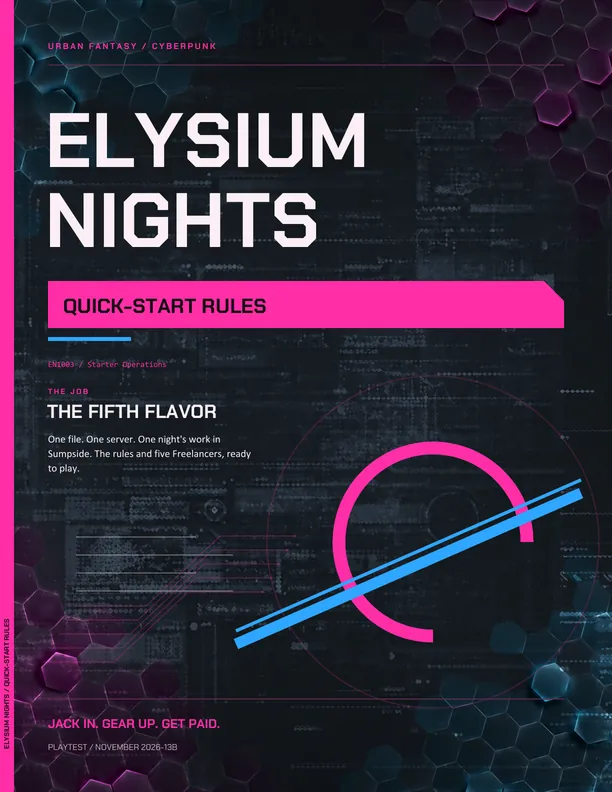 URBAN FANTASY / CYBERPUNK
ELYSIUM
NIGHTS
QUICK-START RULES
EN1003 / Starter Operations
THE JOB
THE FIFTH FLAVOR
One file. One server. One night's work in
Sumpside. The rules and five Freelancers, ready
to play.
JACK IN. GEAR UP. GET PAID.
PLAYTEST / NOVEMBER 2026-13B
ELYSIUM NIGHTS / QUICK-START RULES